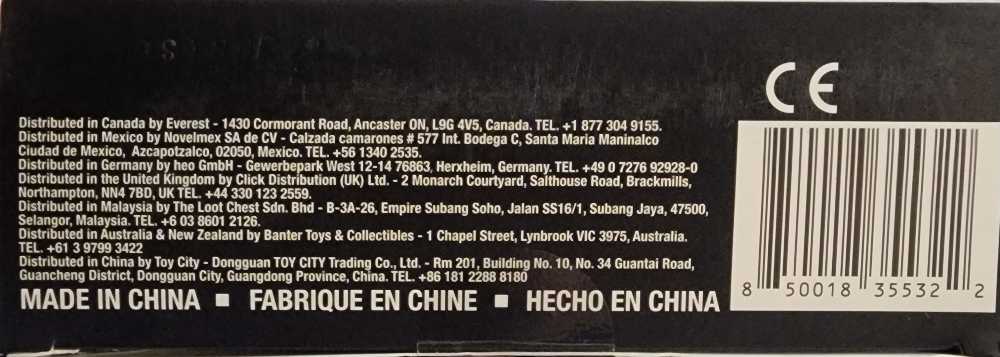 CE
Distributed in Canada by Everest - 1430 Cormorant Road, Ancaster ON, L9G 4V5, Canada. TEL. +1 877 304 9155.
Distributed in Mexico by Novelmex SA de CV - Calzada camarones # 577 Int. Bodega C, Santa Maria Maninalco
Ciudad de Mexico, Azcapotzalco, 02050, Mexico. TEL. +56 1340 2535.
Distributed in Germany by heo GmbH - Gewerbepark West 12-14 76863, Herxheim, Germany. TEL. +49 0 7276 92928-0
Distributed in the United Kingdom by Click Distribution (UK) Ltd. - 2 Monarch Courtyard, Salthouse Road, Brackmills,
Northampton, NN4 7BD, UK TEL. +44 330 123 2559.
Distributed in Malaysia by The Loot Chest Sdn. Bhd - B-3A-26, Empire Subang Soho, Jalan SS16/1, Subang Jaya, 47500,
Selangor, Malaysia. TEL. +6 03 8601 2126.
Distributed in Australia & New Zealand by Banter Toys & Collectibles - 1 Chapel Street, Lynbrook VIC 3975, Australia.
TEL. +61 3 9799 3422
Distributed in China by Toy City - Dongguan TOY CITY Trading Co., Ltd. - Rm 201, Building No. 10, No. 34 Guantai Road,
Guancheng District, Dongguan City, Guangdong Province, China. TEL. +86 181 2288 8180
MADE IN CHINA ■ FABRIQUE EN CHINE ■ HECHO EN CHINA
8 50018 35532 2